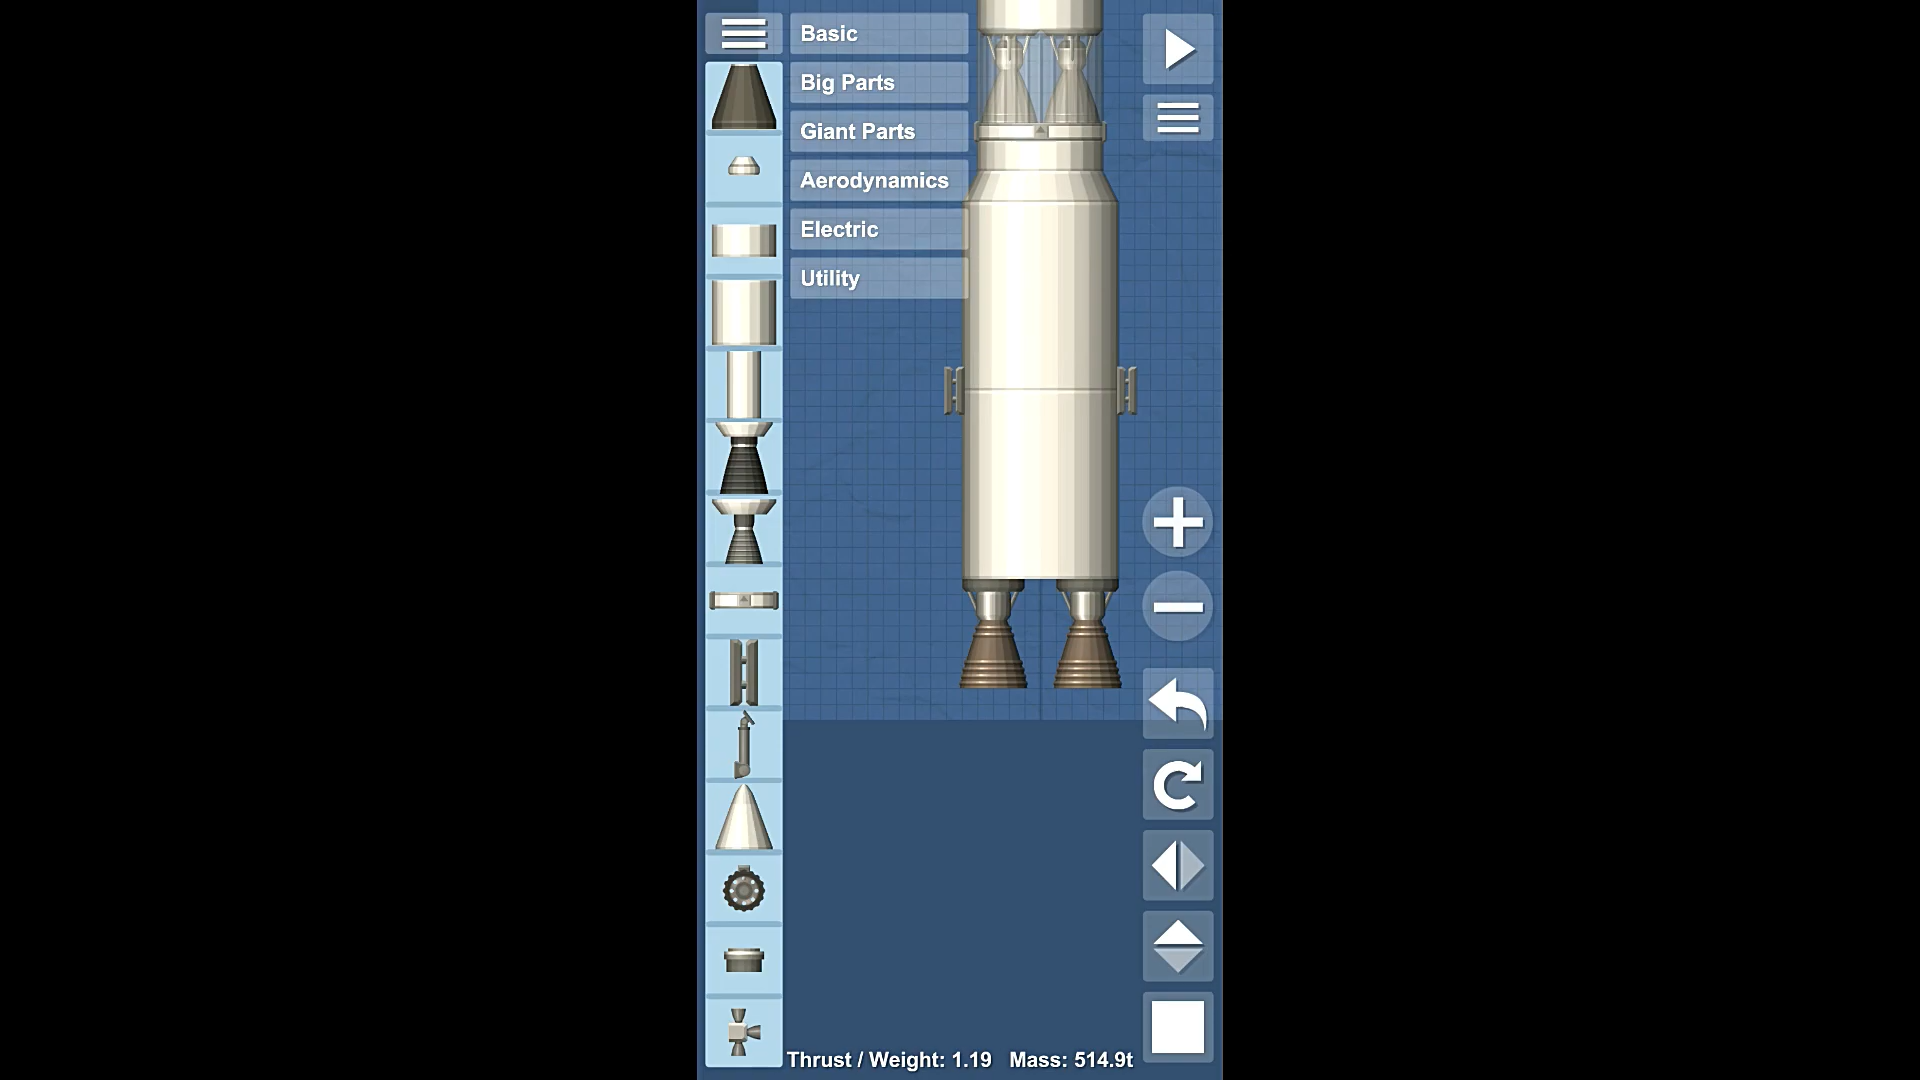 Basic
Big Parts
Giant Parts
Aerodynamics
Electric
Utility
Thrust / Weight: 1.19 Mass: 514.9t